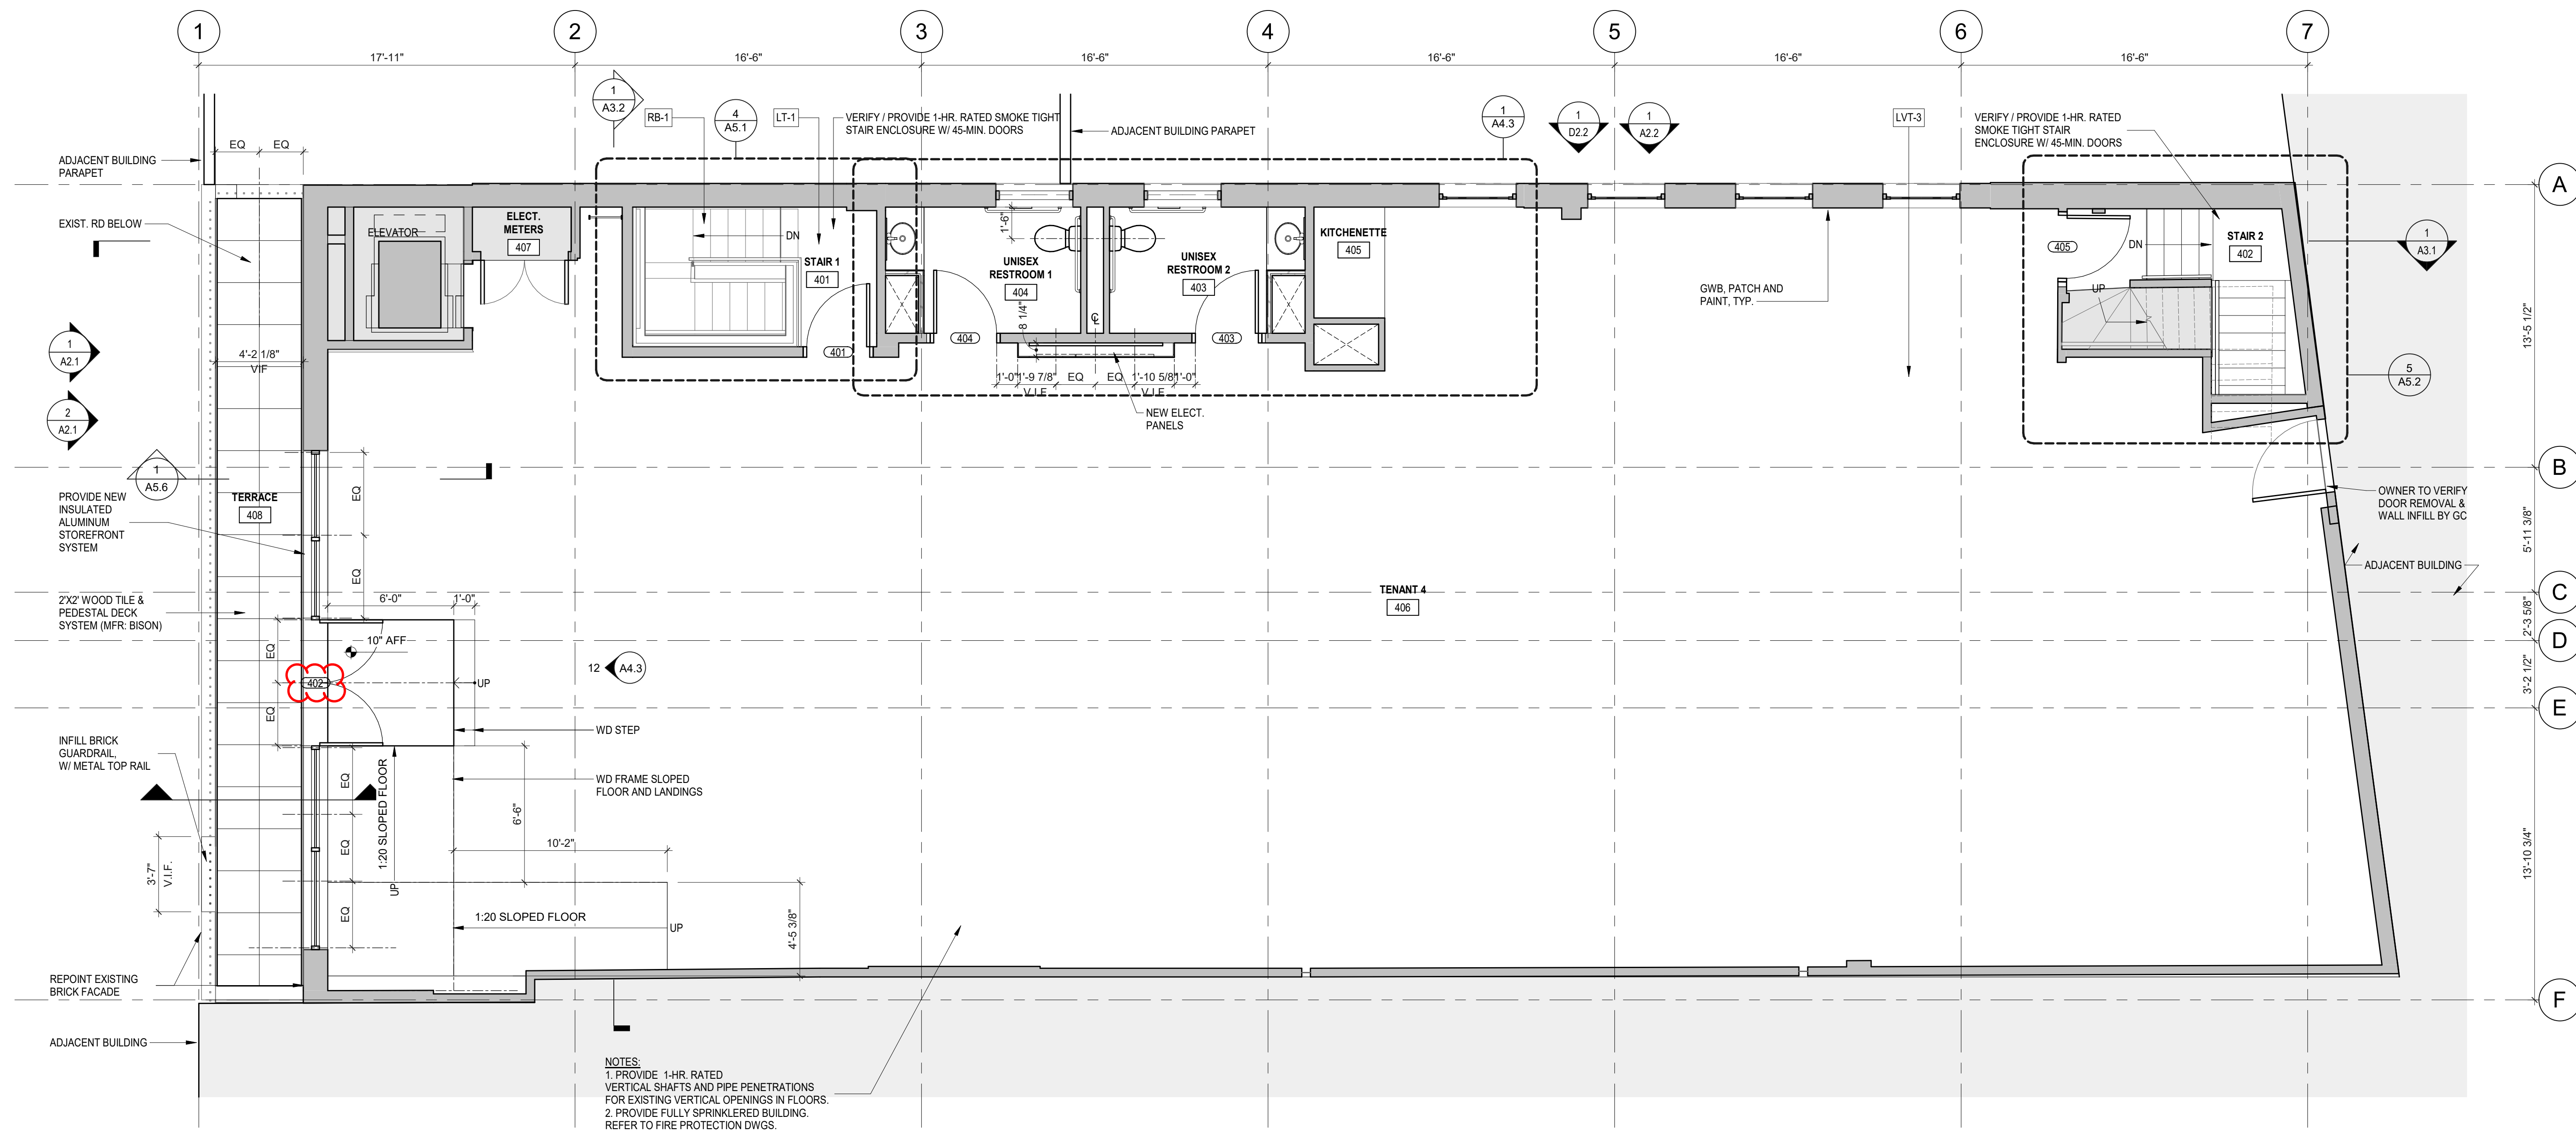 1
2
3
4
5
6
7
17'-11"
16'-6"
16'-6"
16'-6"
16'-6"
16'-6"
1
A3.2
RB-1
4
A5.1
LT-1
VERIFY / PROVIDE 1-HR. RATED SMOKE TIGHT
STAIR ENCLOSURE W/ 45-MIN. DOORS
ADJACENT BUILDING PARAPET
1
A4.3
1
D2.2
1
A2.2
LVT-3
VERIFY / PROVIDE 1-HR. RATED
SMOKE TIGHT STAIR
ENCLOSURE W/ 45-MIN. DOORS
ADJACENT BUILDING
PARAPET
EQ
EQ
A
EXIST. RD BELOW
ELEVATOR
ELECT.
METERS
407
DN
STAIR 1
401
1'-6"
UNISEX
RESTROOM 1
404
UNISEX
RESTROOM 2
403
KITCHENETTE
405
405
DN
STAIR 2
402
UP
1
A3.1
GWB, PATCH AND
PAINT, TYP.
8 1/4"
CL
13'-5 1/2"
1
A2.1
4'-2 1/8"
VIF
401
404
403
1'-0"
1'-9 7/8"
V.I.F.
EQ
EQ
1'-10 5/8"
V.I.F.
1'-0"
NEW ELECT.
PANELS
5
A5.2
2
A2.1
1
A5.6
B
PROVIDE NEW
INSULATED
ALUMINUM
STOREFRONT
SYSTEM
TERRACE
408
EQ
EQ
OWNER TO VERIFY
DOOR REMOVAL &
WALL INFILL BY GC
5'-11 3/8"
ADJACENT BUILDING
TENANT 4
406
C
2'X2' WOOD TILE &
PEDESTAL DECK
SYSTEM (MFR: BISON)
6'-0"
1'-0"
2'-3 5/8"
D
EQ
10" AFF
12
A4.3
402
UP
3'-2 1/2"
EQ
E
WD STEP
INFILL BRICK
GUARDRAIL,
W/ METAL TOP RAIL
EQ
1:20 SLOPED FLOOR
WD FRAME SLOPED
FLOOR AND LANDINGS
6'-6"
EQ
10'-2"
3'-7"
V.I.F.
UP
13'-10 3/4"
EQ
1:20 SLOPED FLOOR
UP
4'-5 3/8"
REPOINT EXISTING
BRICK FACADE
F
ADJACENT BUILDING
NOTES:
1. PROVIDE 1-HR. RATED
VERTICAL SHAFTS AND PIPE PENETRATIONS
FOR EXISTING VERTICAL OPENINGS IN FLOORS.
2. PROVIDE FULLY SPRINKLERED BUILDING.
REFER TO FIRE PROTECTION DWGS.